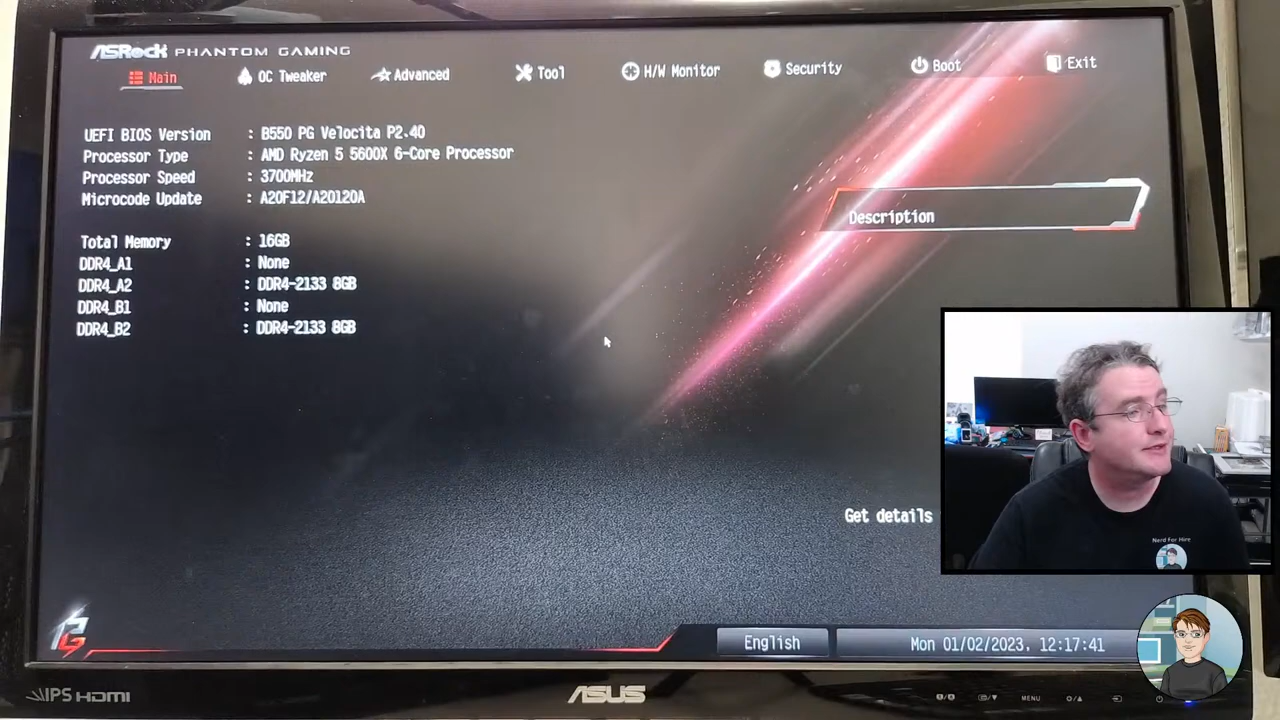 ASRock PHANTOM GAMING
Main OC Tweaker Advanced Tool H/W Monitor Security Boot Exit
UEFI BIOS Version : B550 PG Velocita P2.40
Processor Type : AMD Ryzen 5 5600X 6-Core Processor
Processor Speed : 3700MHz
Microcode Update : A20F12/A20120A
Description
Total Memory : 16GB
DDR4_A1 : None
DDR4_A2 : DDR4-2133 8GB
DDR4_B1 : None
DDR4_B2 : DDR4-2133 8GB
Get details
Nerd For Hire
English Mon 01/02/2023. 12:17:41
IPS HDMI ASUS MENU